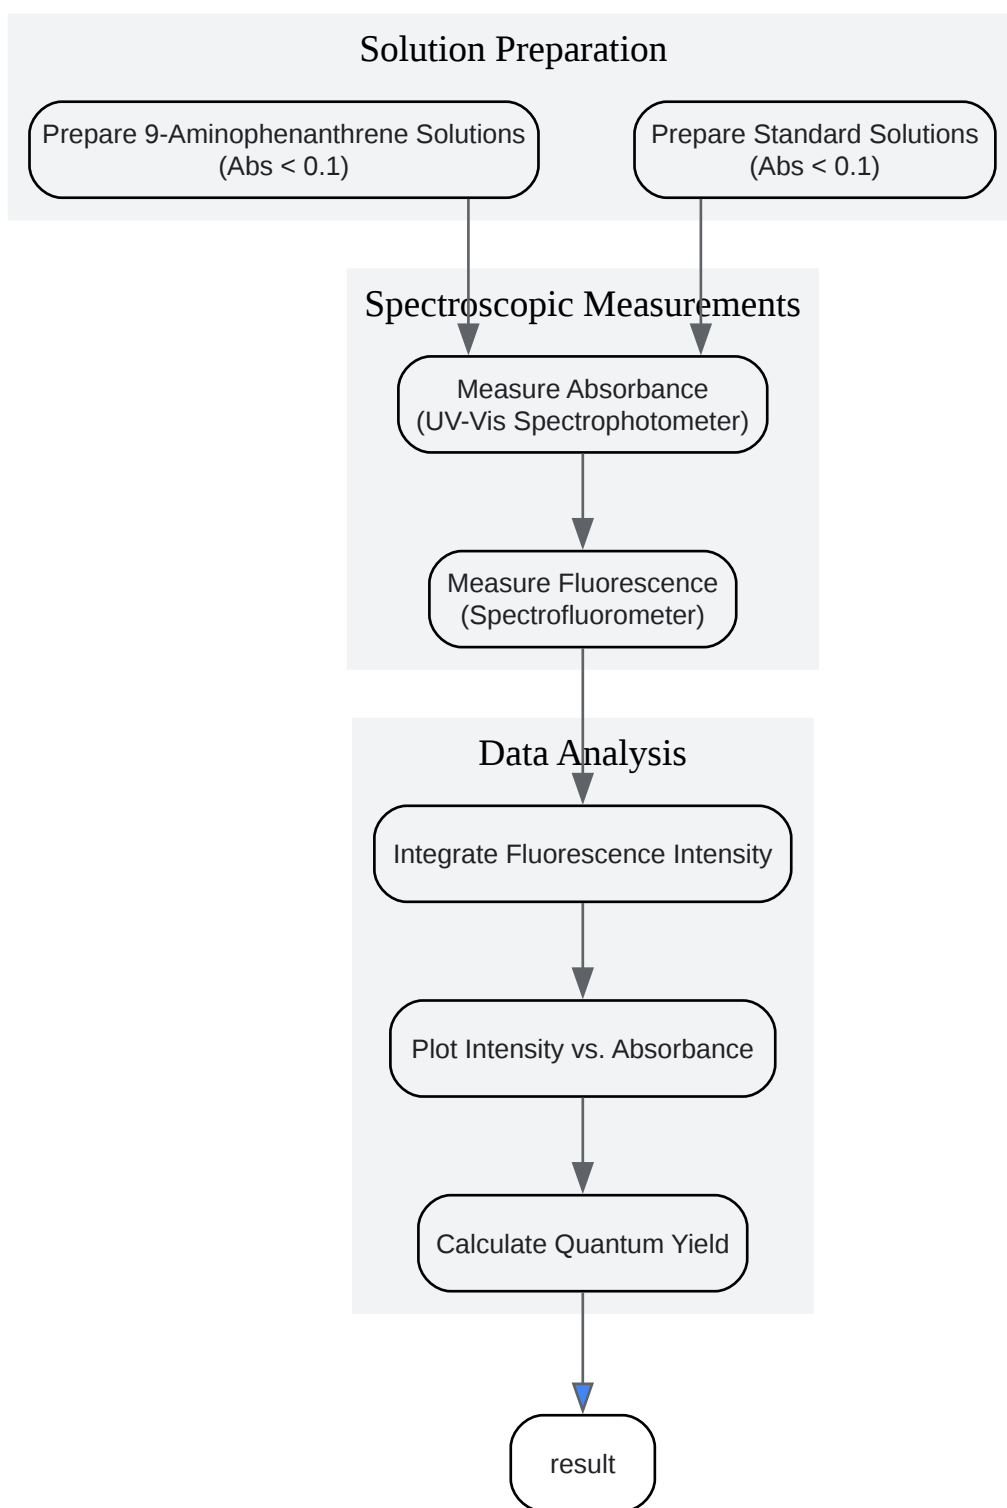 Solution Preparation
Prepare 9-Aminophenanthrene Solutions
(Abs < 0.1)
Prepare Standard Solutions
(Abs < 0.1)
Spectroscopic Measurements
Measure Absorbance
(UV-Vis Spectrophotometer)
Measure Fluorescence
(Spectrofluorometer)
Data Analysis
Integrate Fluorescence Intensity
Plot Intensity vs. Absorbance
Calculate Quantum Yield
result